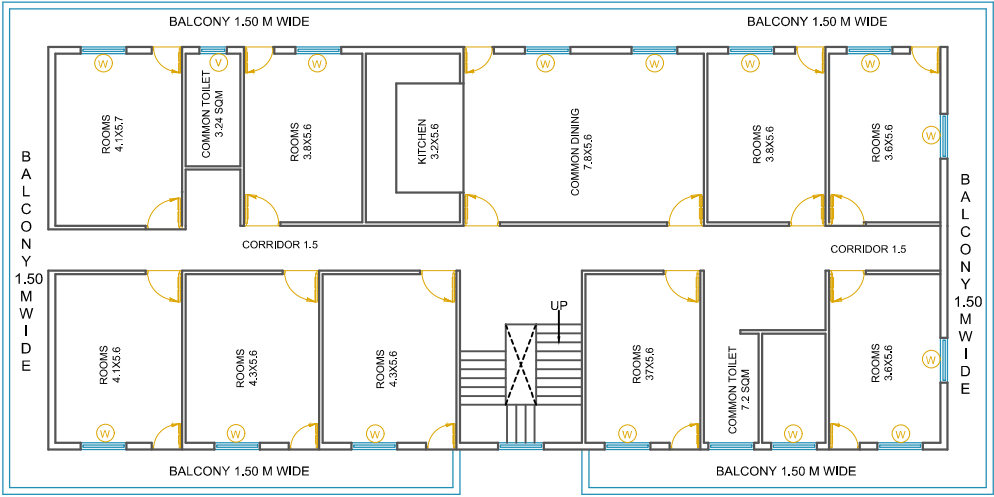 BALCONY 1.50 M WIDE
BALCONY 1.50 M WIDE
W
V
W
W
W
W
W
ROOMS
4.1X5.7
COMMON TOILET
3.24 SQM
ROOMS
3.8X5.6
KITCHEN
3.2X5.6
COMMON DINING
7.8X5.6
ROOMS
3.8X5.6
ROOMS
3.6X5.6
W
BALCONY
1.50
M WIDE
BALCONY
1.50
M WIDE
CORRIDOR 1.5
CORRIDOR 1.5
UP
ROOMS
4.1X5.6
ROOMS
4.3X5.6
ROOMS
4.3X5.6
ROOMS
37X5,6
COMMON TOILET
7.2 SQM
ROOMS
3.6X5.6
W
W
W
W
W
W
W
BALCONY 1.50 M WIDE
BALCONY 1.50 M WIDE